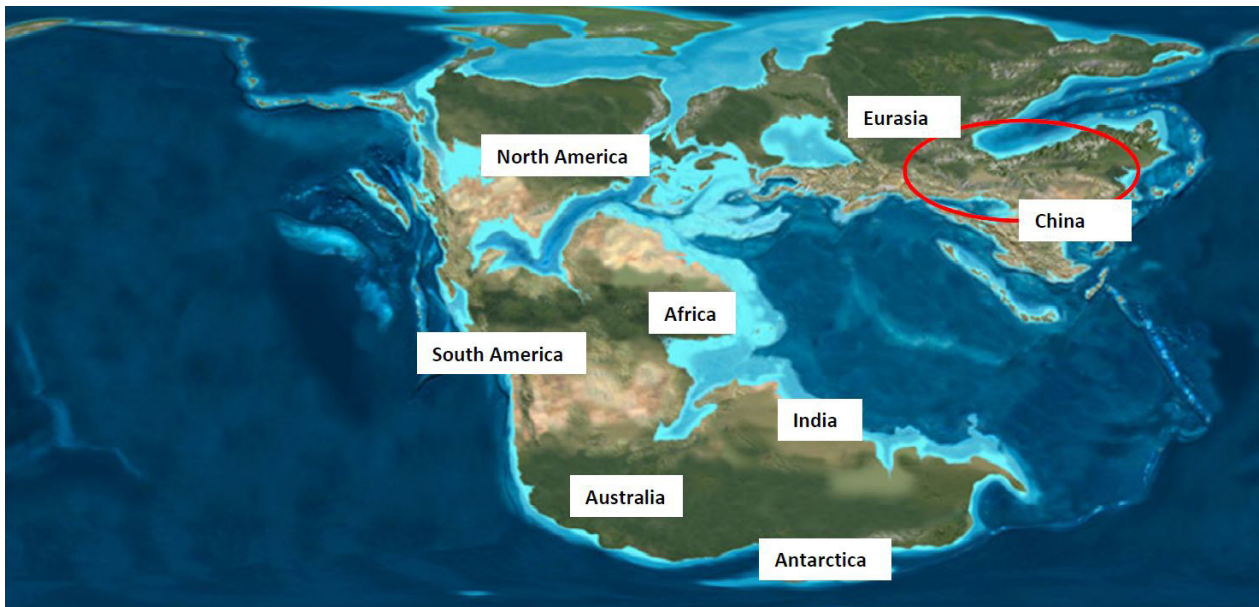 Eurasia
North America
China
Africa
South America
India
Australia
Antarctica